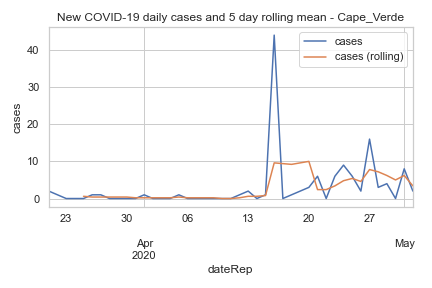 New COVID-19 daily cases and 5 day rolling mean - Cape_Verde
cases
cases (rolling)
40
30
20
10
0
cases
23
30
06
13
20
27
Apr
2020
May
dateRep